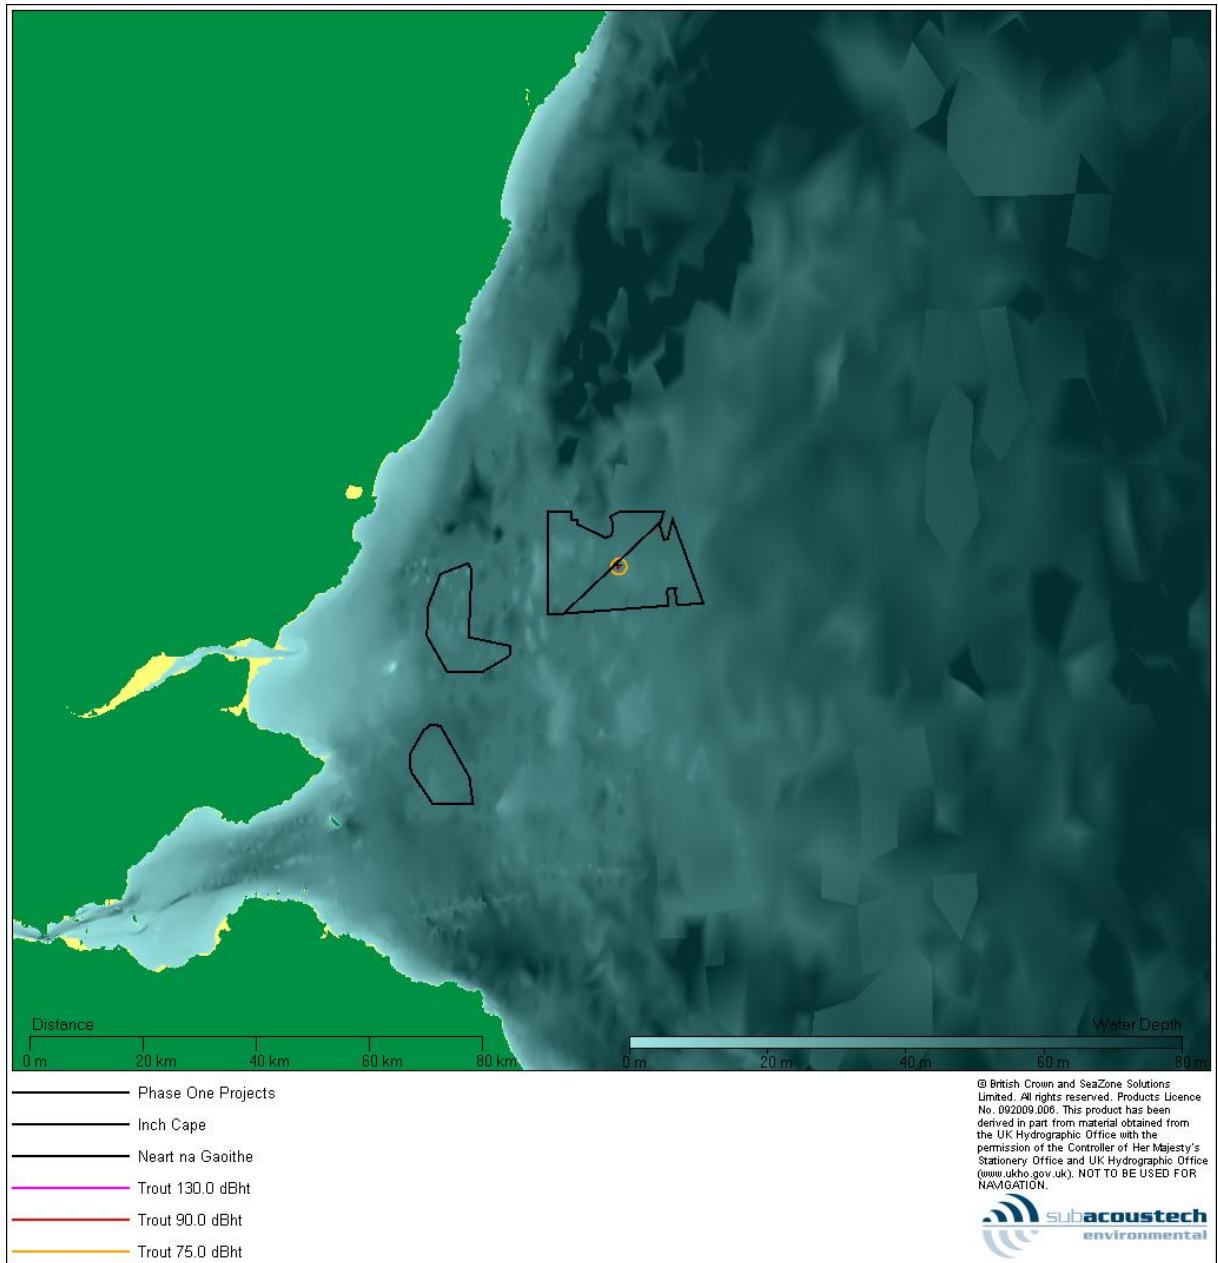 Distance
0 m 20 km 40 km 60 km 80 km
Water Depth
0 m 20 m 40 m 60 m 80 m
Phase One Projects
Inch Cape
Neart na Gaoithe
Trout 130.0 dBht
Trout 90.0 dBht
Trout 75.0 dBht
© British Crown and SeaZone Solutions
Limited. All rights reserved. Products Licence
No. 092009.006. This product has been
derived in part from material obtained from
the UK Hydrographic Office with the
permission of the Controller of Her Majesty's
Stationery Office and UK Hydrographic Office
(www.ukho.gov.uk). NOT TO BE USED FOR
NAVIGATION.
subacoustech
environmental